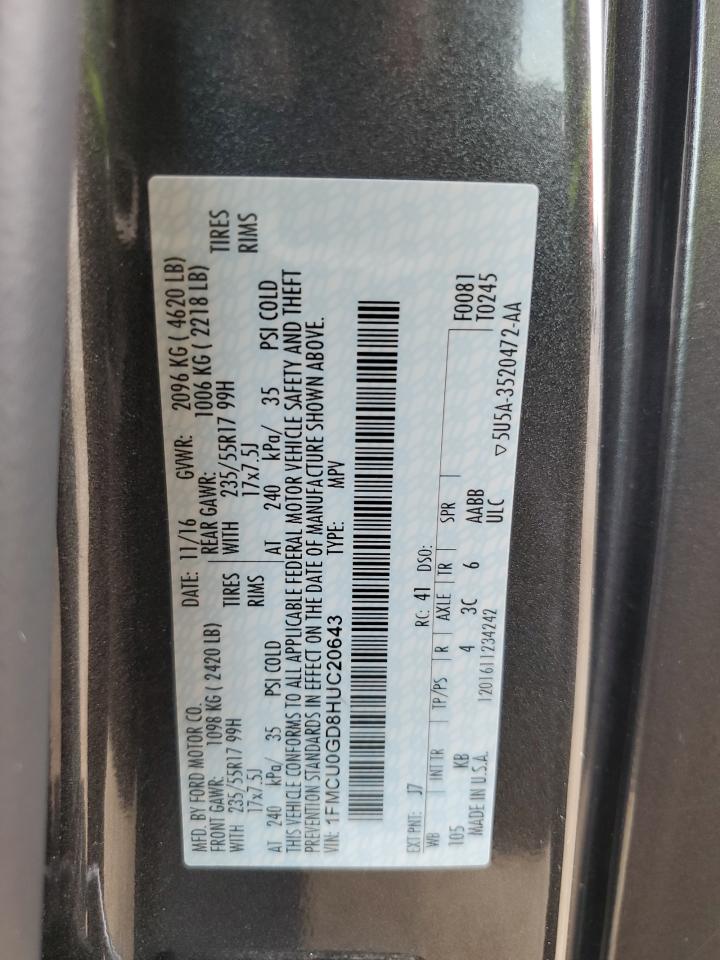 MFD. BY FORD MOTOR CO.
DATE: 11/16 GVWR: 2096 KG ( 4620 LB)
FRONT GAWR: 1098 KG ( 2420 LB) REAR GAWR: 1006 KG ( 2218 LB)
WITH 235/55R17 99H TIRES WITH 235/55R17 99H TIRES
17x7.5J RIMS 17x7.5J RIMS
AT 240 kPa/ 35 PSI COLD AT 240 kPa/ 35 PSI COLD
THIS VEHICLE CONFORMS TO ALL APPLICABLE FEDERAL MOTOR VEHICLE SAFETY AND THEFT
PREVENTION STANDARDS IN EFFECT ON THE DATE OF MANUFACTURE SHOWN ABOVE.
VIN: 1FMCU0GD8HUC20643 TYPE: MPV
EXT PNT: J7 RC: 41 DSO:
WB INT TR TP/PS R AXLE TR SPR F0081
105 KB 4 3C 6 AABB T0245
MADE IN U.S.A. 1201611234242 ULC ▽5U5A-3520472-AA